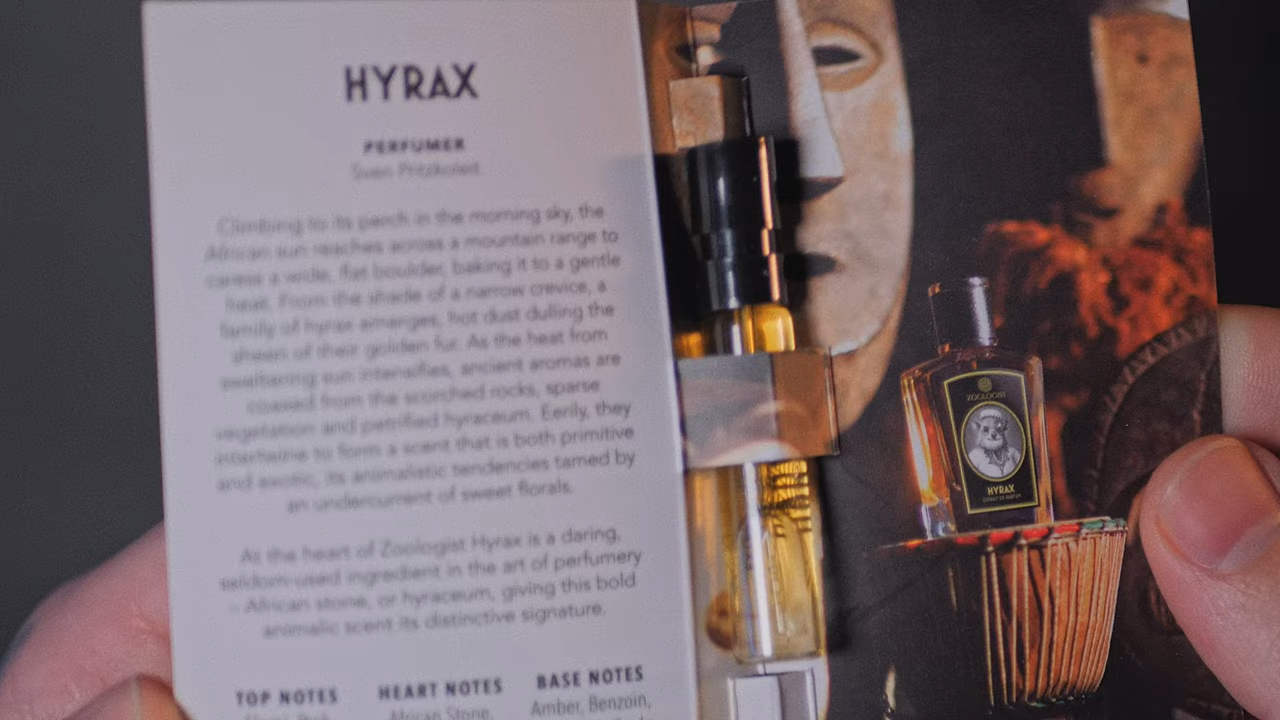 HYRAX
PERFUMER
Sven Pritzkoleit
Climbing to its perch in the morning sky, the
African sun reaches across a mountain range to
caress a wide, flat boulder, baking it to a gentle
heat. From the shade of a narrow crevice, a
family of hyrax emerges, hot dust dulling the
sheen of their golden fur. As the heat from
sweltering sun intensifies, ancient aromas are
coaxed from the scorched rocks, sparse
vegetation and petrified hyraceum. Eerily, they
intertwine to form a scent that is both primitive
and exotic, its animalistic tendencies tamed by
an undercurrent of sweet florals.
As the heart of Zoologist Hyrax is a daring,
seldom-used ingredient in the art of perfumery
- African stone, or hyraceum, giving this bold
animalic scent its distinctive signature.
TOP NOTES HEART NOTES BASE NOTES
African Stone, Amber, Benzoin,
ZOOLOGIST
HYRAX
EXTRAIT DE PARFUM